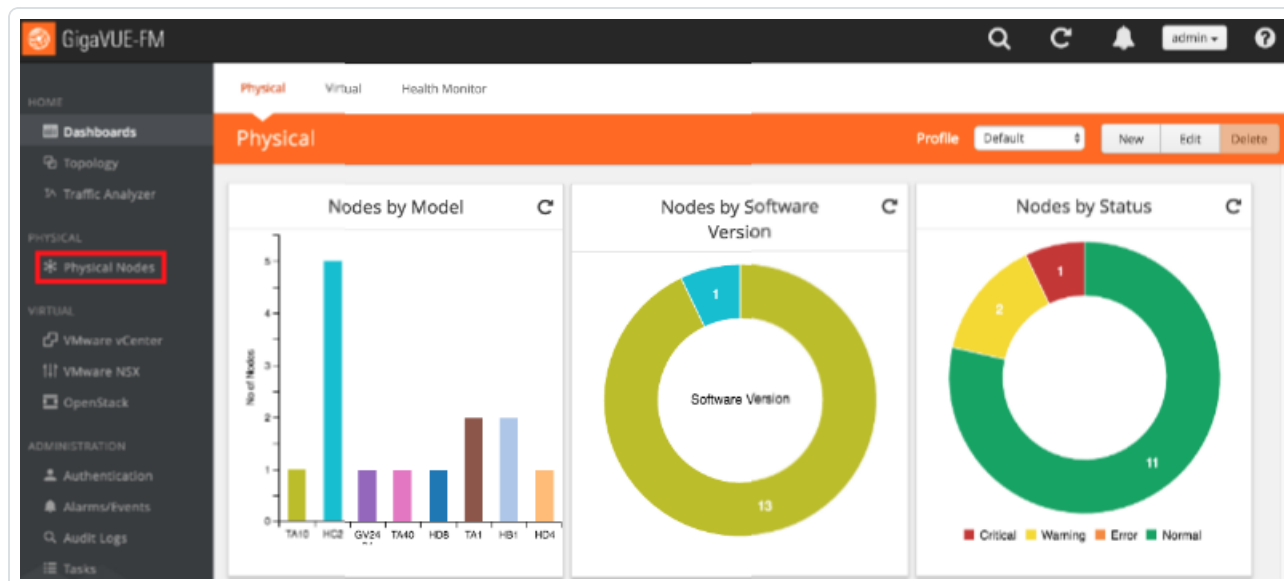 GigaVUE-FM
admin
HOME
Dashboards
Topology
Traffic Analyzer
PHYSICAL
Physical Nodes
VIRTUAL
VMware vCenter
VMware NSX
OpenStack
ADMINISTRATION
Authentication
Alarms/Events
Audit Logs
Tasks
Physical Virtual Health Monitor
Physical
Profile Default New Edit Delete
Nodes by Model
No of Nodes
5
4
3
2
1
0
TA10 HC2 GV24 TA40 HD8 TA1 HB1 HD4
Nodes by Software
Version
1
Software Version
13
Nodes by Status
1
2
11
Critical Warning Error Normal